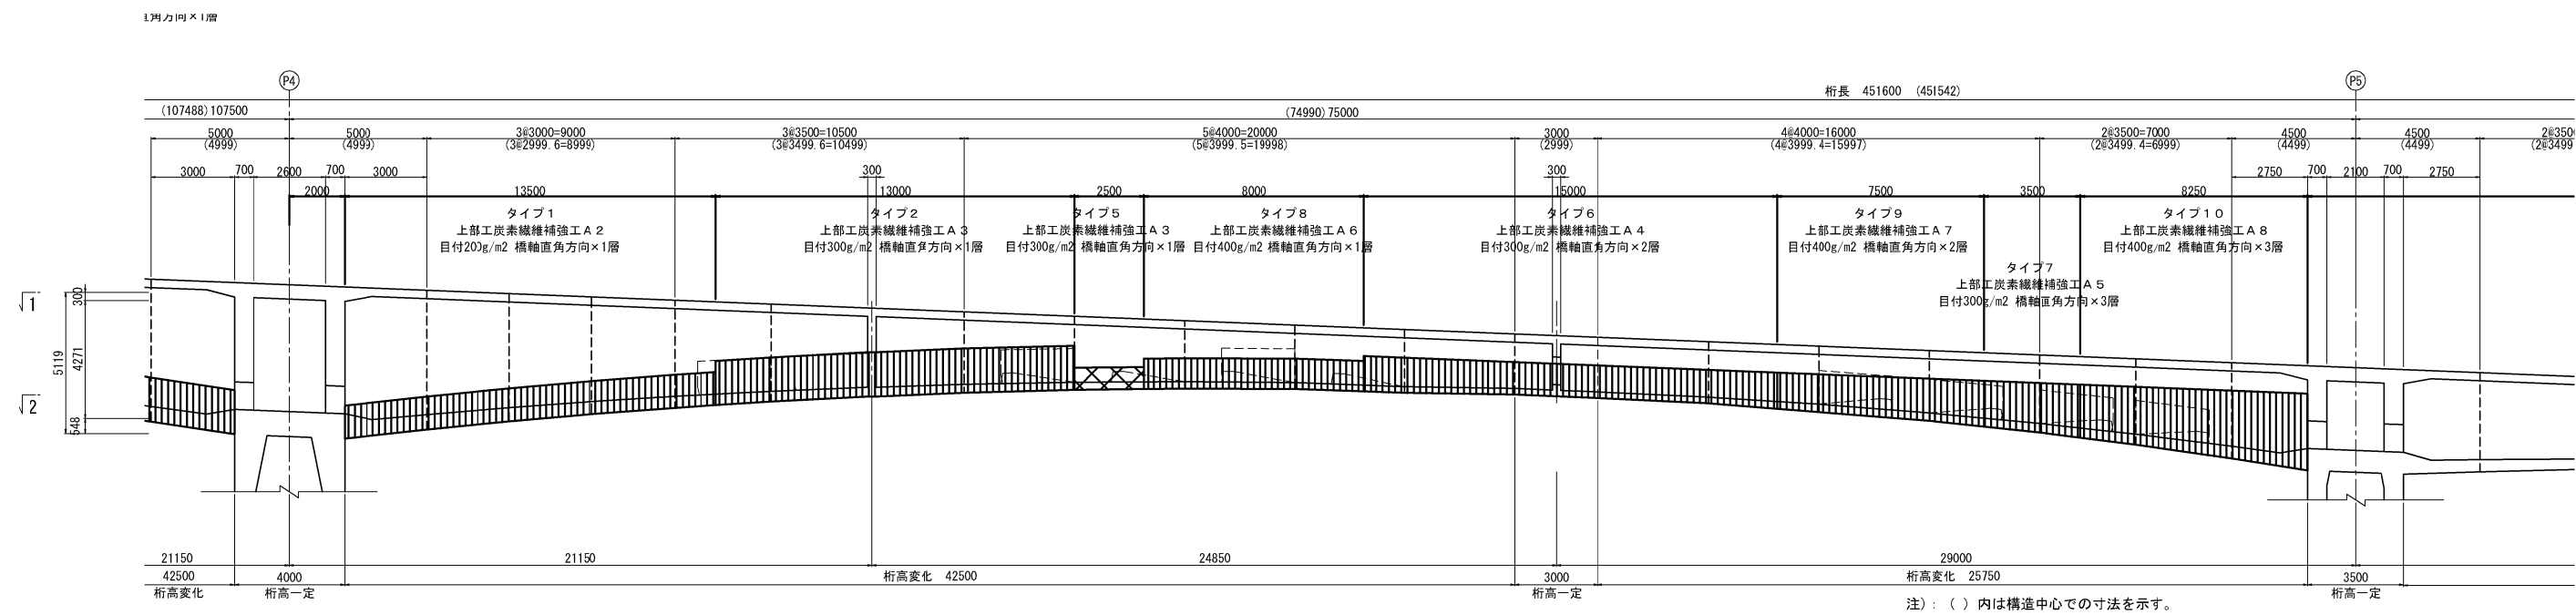 直角方向×1層
P4
P5
桁長 451600 (451542)
(107488)107500
(74990)75000
5000
(4999)
5000
(4999)
3@3000=9000
(3@2999.6=8999)
3@3500=10500
(3@3499.6=10499)
5@4000=20000
(5@3999.5=19998)
3000
(2999)
4@4000=16000
(4@3999.4=15997)
2@3500=7000
(2@3499.4=6999)
4500
(4499)
4500
(4499)
2@350
(2@3499
3000
700
2600
700
3000
300
300
2750
700
2100
700
2750
2000
13500
13000
2500
8000
15000
7500
3500
8250
タイプ1
上部工炭素繊維補強工A2
目付200g/m2 橋軸直角方向×1層
タイプ2
上部工炭素繊維補強工A3
目付300g/m2 橋軸直角方向×1層
タイプ5
上部工炭素繊維補強工A3
目付300g/m2 橋軸直角方向×1層
タイプ8
上部工炭素繊維補強工A6
目付400g/m2 橋軸直角方向×1層
タイプ6
上部工炭素繊維補強工A4
目付300g/m2 橋軸直角方向×2層
タイプ9
上部工炭素繊維補強工A7
目付400g/m2 橋軸直角方向×2層
タイプ10
上部工炭素繊維補強工A8
目付400g/m2 橋軸直角方向×3層
タイプ7
上部工炭素繊維補強工A5
目付300g/m2 橋軸直角方向×3層
1
2
300
5119
4271
548
21150
21150
24850
29000
42500
4000
桁高変化 42500
3000
桁高変化 25750
3500
桁高変化
桁高一定
桁高一定
桁高一定
注):( )内は構造中心での寸法を示す。